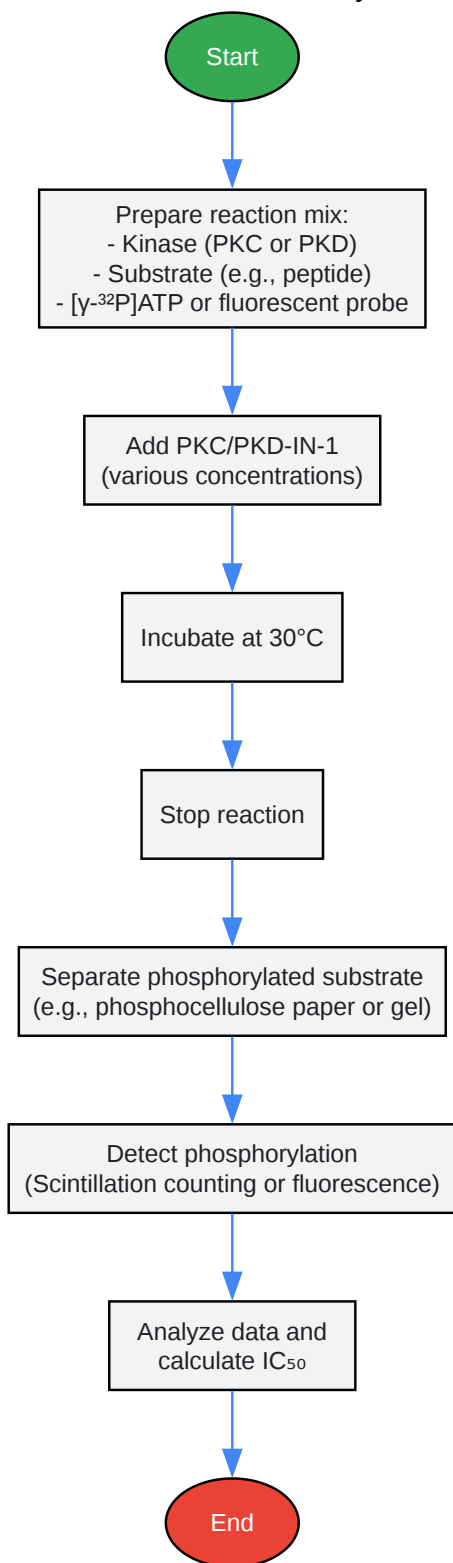 Start
Prepare reaction mix:
- Kinase (PKC or PKD)
- Substrate (e.g., peptide)
- [γ-³²P]ATP or fluorescent probe
Add PKC/PKD-IN-1
(various concentrations)
Incubate at 30°C
Stop reaction
Separate phosphorylated substrate
(e.g., phosphocellulose paper or gel)
Detect phosphorylation
(Scintillation counting or fluorescence)
Analyze data and
calculate IC₅₀
End